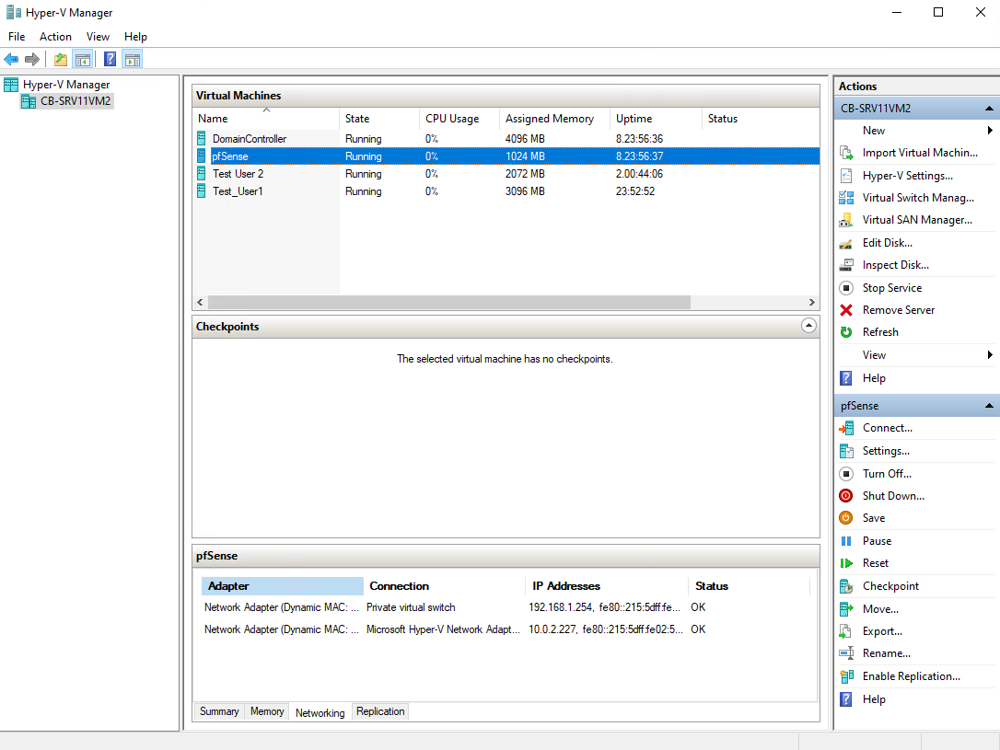 Hyper-V Manager
File Action View Help
Hyper-V Manager
CB-SRV11VM2
Virtual Machines
Name State CPU Usage Assigned Memory Uptime Status
DomainController Running 0% 4096 MB 8.23:56:36
pfSense Running 0% 1024 MB 8.23:56:37
Test User 2 Running 0% 2072 MB 2.00:44:06
Test_User1 Running 0% 3096 MB 23:52:52
Checkpoints
The selected virtual machine has no checkpoints.
pfSense
Adapter Connection IP Addresses Status
Network Adapter (Dynamic MAC: ... Private virtual switch 192.168.1.254, fe80::215:5dff:fe... OK
Network Adapter (Dynamic MAC: ... Microsoft Hyper-V Network Adapt... 10.0.2.227, fe80::215:5dff:fe02:5... OK
Summary Memory Networking Replication
Actions
CB-SRV11VM2
New
Import Virtual Machin...
Hyper-V Settings...
Virtual Switch Manag...
Virtual SAN Manager...
Edit Disk...
Inspect Disk...
Stop Service
Remove Server
Refresh
View
Help
pfSense
Connect...
Settings...
Turn Off...
Shut Down...
Save
Pause
Reset
Checkpoint
Move...
Export...
Rename...
Enable Replication...
Help